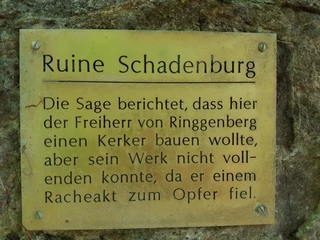 Ruine Schadenburg
Die Sage berichtet, dass hier
der Freiherr von Ringgenberg
einen Kerker bauen wollte,
aber sein Werk nicht voll-
enden konnte, da er einem
Racheakt zum Opfer fiel.